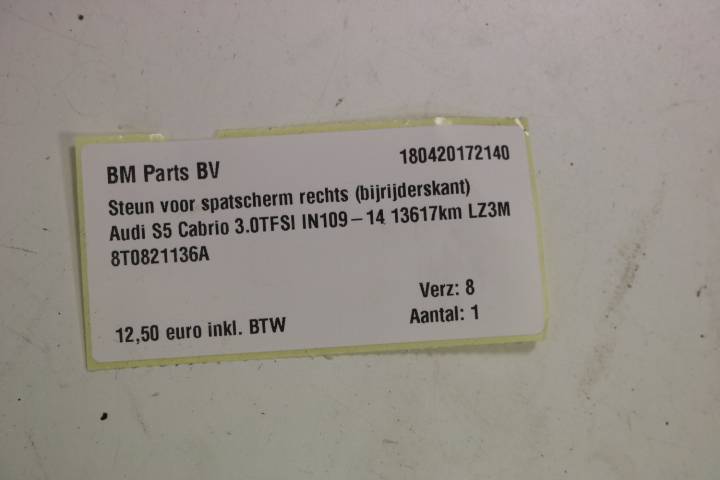 BM Parts BV 180420172140
Steun voor spatscherm rechts (bijrijderskant)
Audi S5 Cabrio 3.0TFSI IN109-14 13617km LZ3M
8T0821136A
Verz: 8
12,50 euro inkl. BTW Aantal: 1